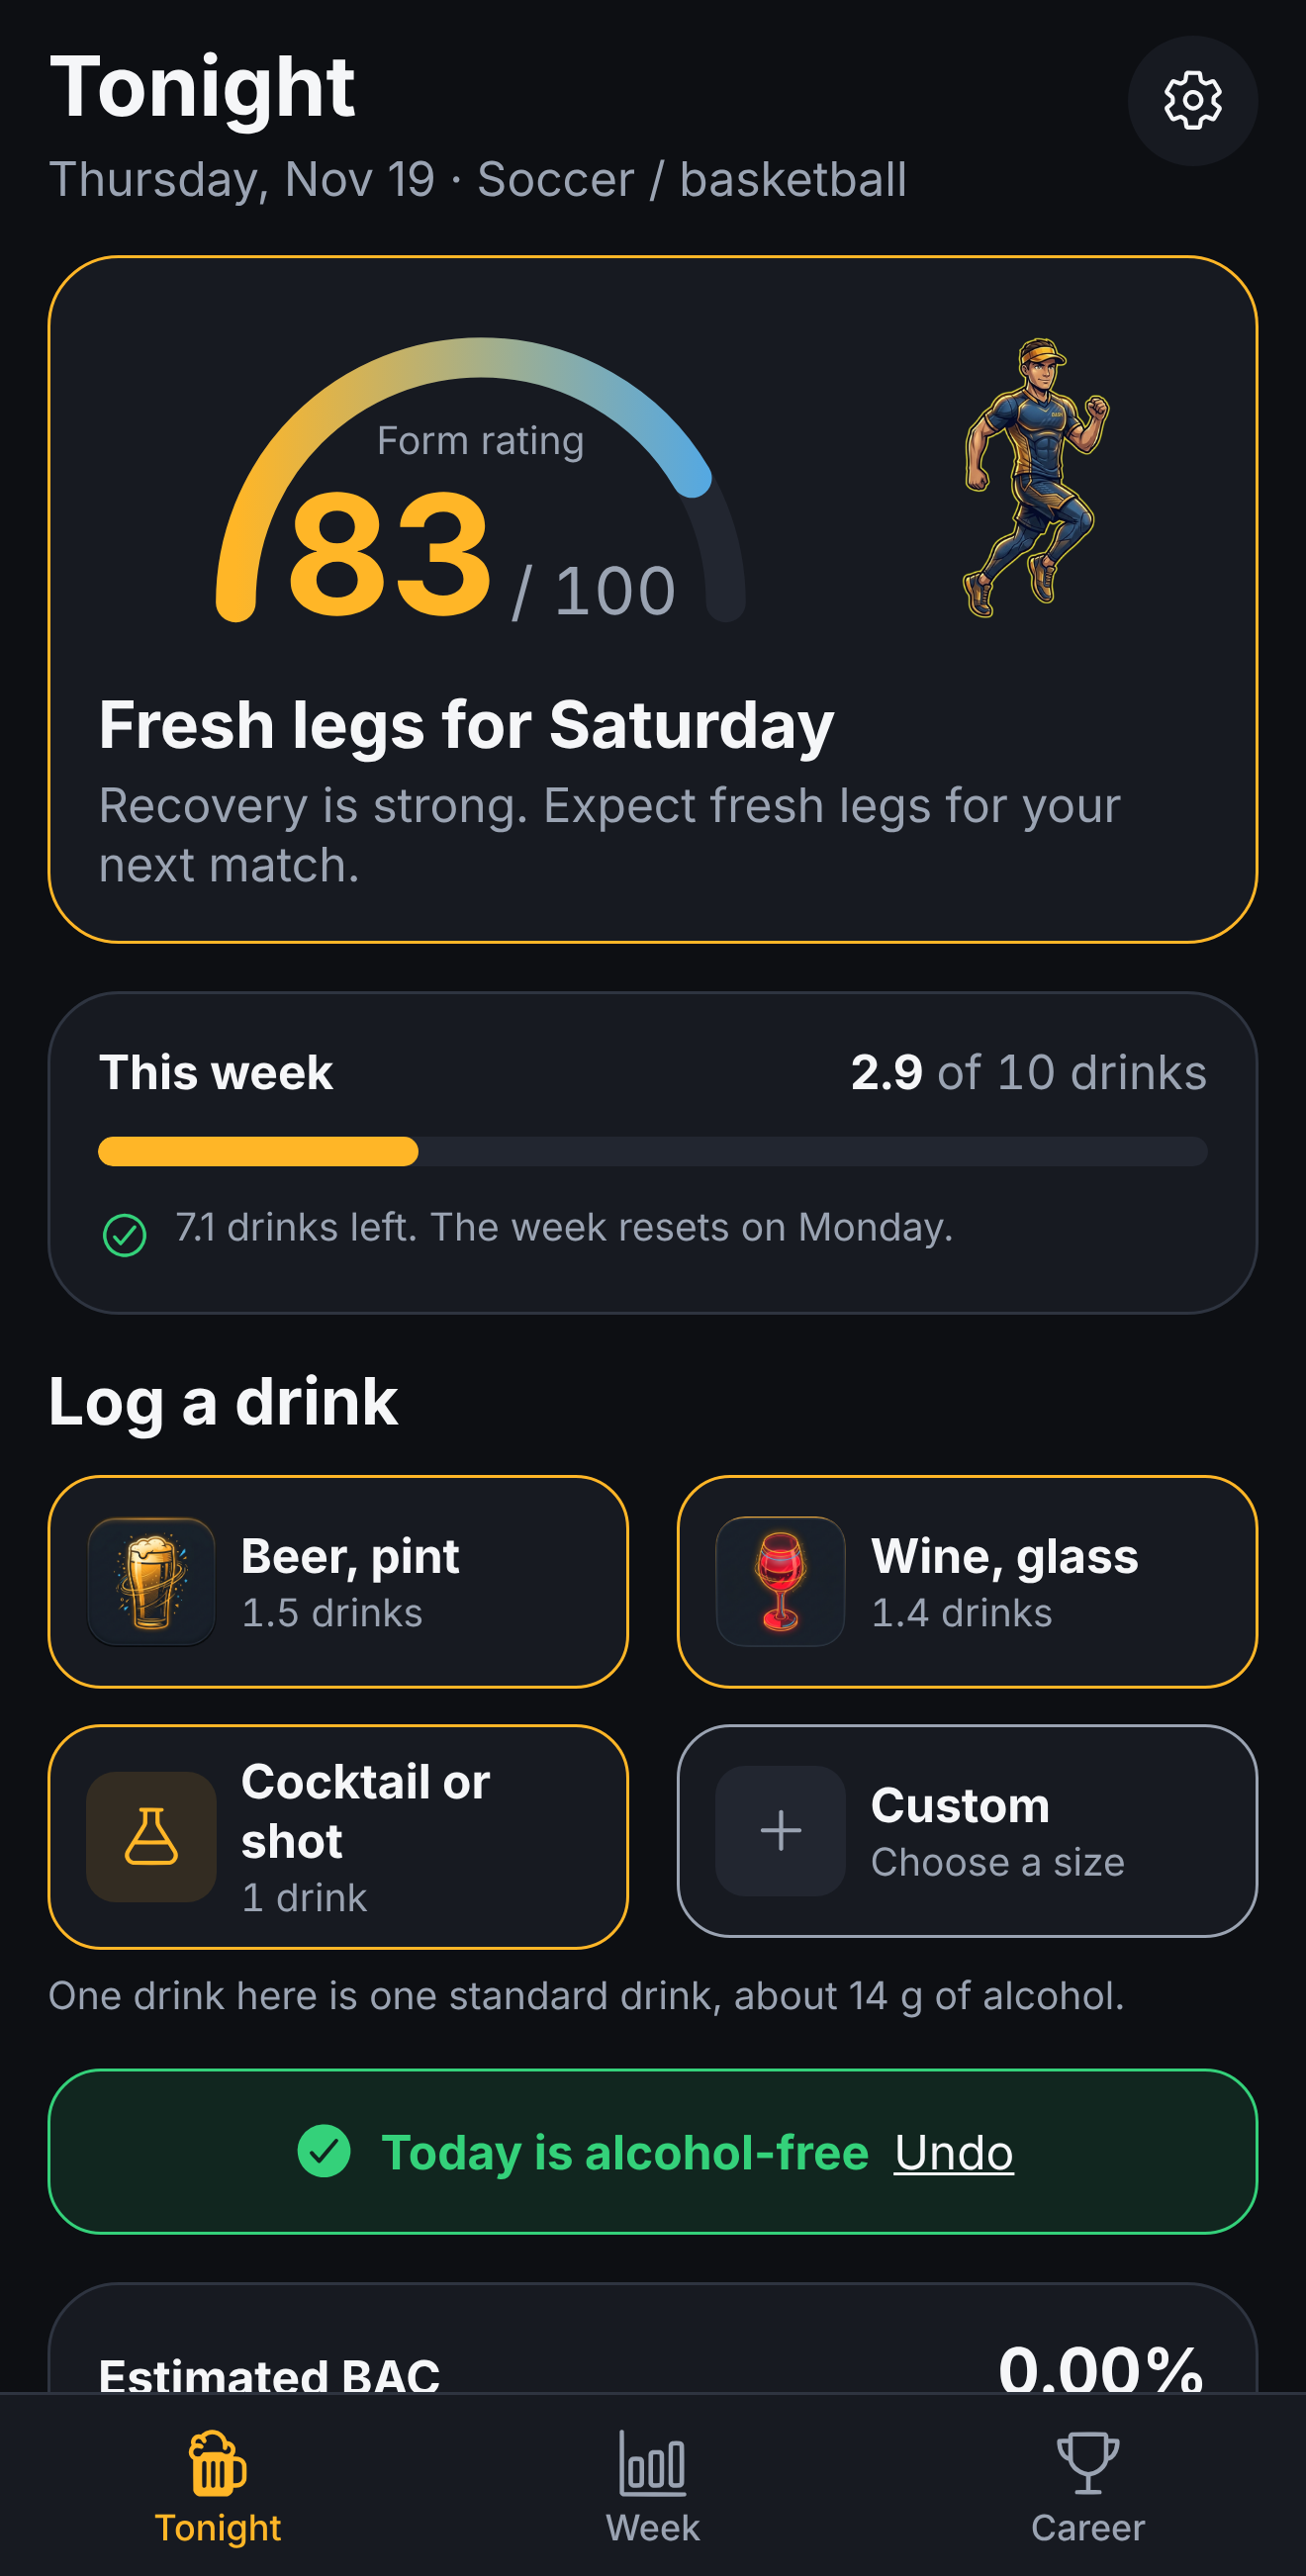 Tonight
Thursday, Nov 19 · Soccer / basketball
Form rating
83 / 100
Fresh legs for Saturday
Recovery is strong. Expect fresh legs for your
next match.
This week
2.9 of 10 drinks
7.1 drinks left. The week resets on Monday.
Log a drink
Beer, pint
1.5 drinks
Wine, glass
1.4 drinks
Cocktail or
shot
1 drink
Custom
Choose a size
One drink here is one standard drink, about 14 g of alcohol.
Today is alcohol-free Undo
Estimated BAC
0.00%
Tonight
Week
Career